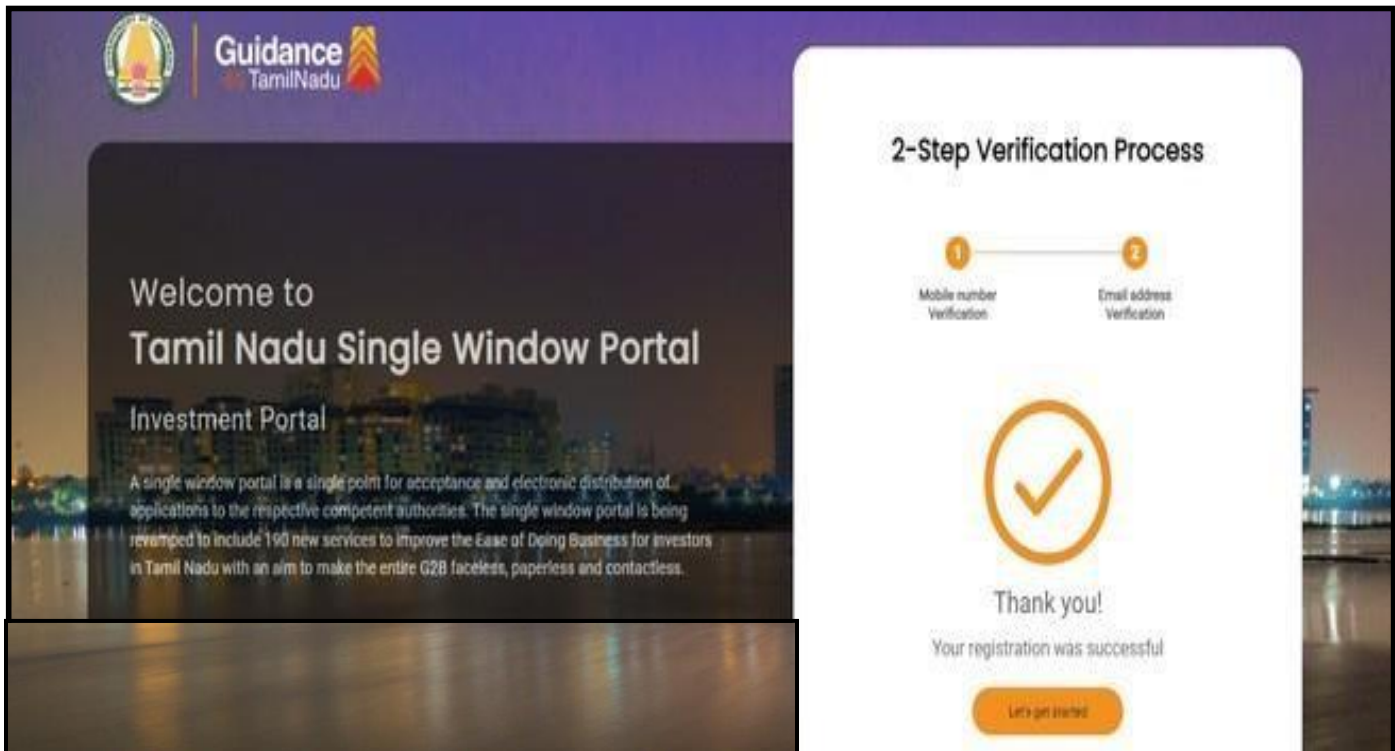 Guidance
TamilNadu
Welcome to
Tamil Nadu Single Window Portal
Investment Portal
A single window portal is a single point for acceptance and electronic distribution of
applications to the respective competent authorities. The single window portal is being
revamped to include 190 new services to improve the Ease of Doing Business for investors
in Tamil Nadu with an aim to make the entire G2B faceless, paperless and contactless.
2-Step Verification Process
1 2
Mobile number Email address
Verification Verification
Thank you!
Your registration was successful
Let's get started